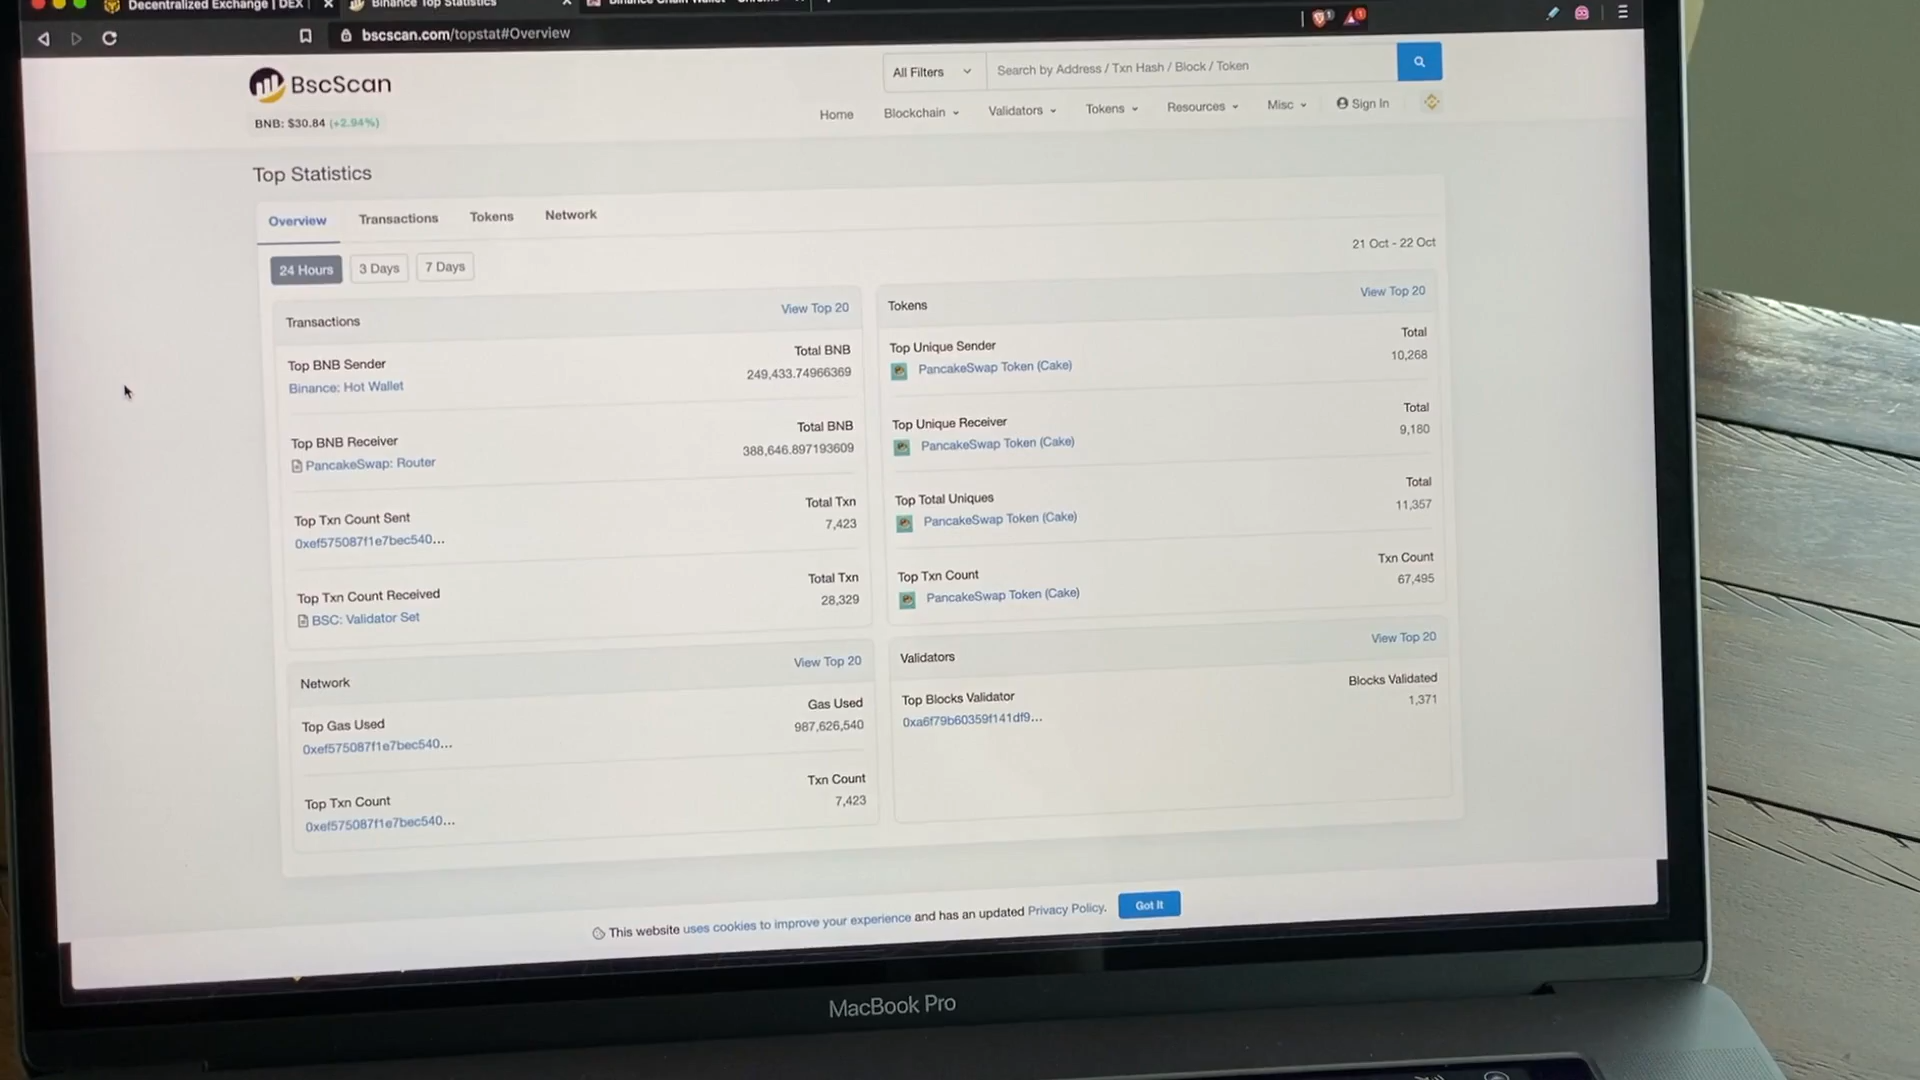 Decentralized Exchange | DEX |
Binance Top Statistics
bscscan.com/topstat#Overview
BscScan
All Filters
Search by Address / Txn Hash / Block / Token
BNB: $30.84 (+2.94%)
Home
Blockchain
Validators
Tokens
Resources
Misc
Sign In
Top Statistics
Overview
Transactions
Tokens
Network
21 Oct - 22 Oct
24 Hours
3 Days
7 Days
Transactions
View Top 20
Top BNB Sender
Total BNB
Binance: Hot Wallet
249,433.74966369
Top BNB Receiver
Total BNB
PancakeSwap: Router
388,646.897193609
Top Txn Count Sent
Total Txn
0xef575087f1e7bec540...
7,423
Top Txn Count Received
Total Txn
BSC: Validator Set
28,329
Tokens
View Top 20
Top Unique Sender
Total
PancakeSwap Token (Cake)
10,268
Top Unique Receiver
Total
PancakeSwap Token (Cake)
9,180
Top Total Uniques
Total
PancakeSwap Token (Cake)
11,357
Top Txn Count
Txn Count
PancakeSwap Token (Cake)
67,495
Network
View Top 20
Top Gas Used
Gas Used
0xef575087f1e7bec540...
987,626,540
Top Txn Count
Txn Count
0xef575087f1e7bec540...
7,423
Validators
View Top 20
Top Blocks Validator
Blocks Validated
0xa6f79b60359f141df9...
1,371
This website uses cookies to improve your experience and has an updated Privacy Policy.
Got It
MacBook Pro